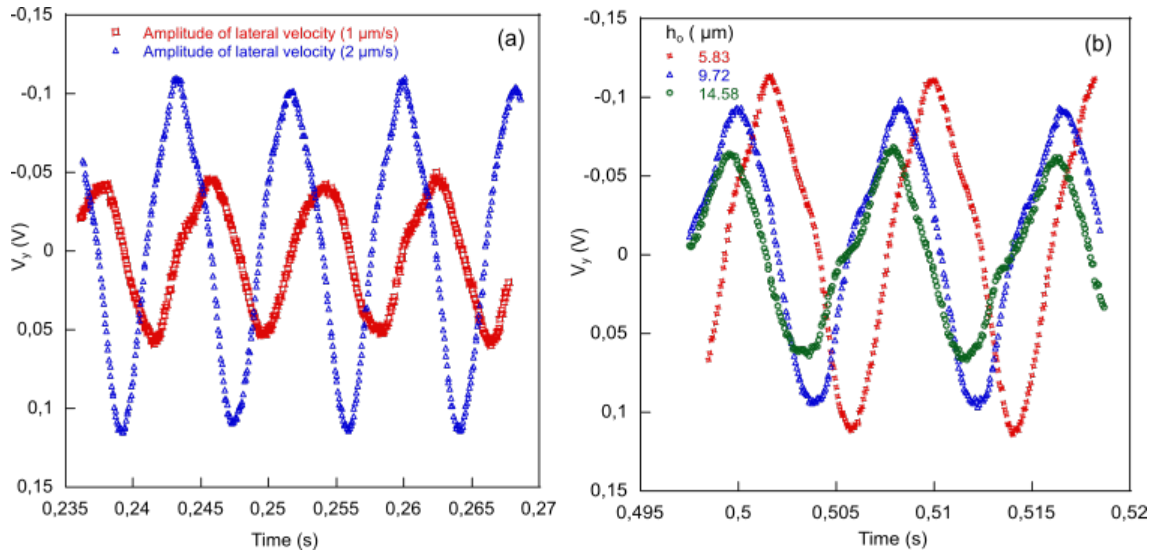 (a)
Amplitude of lateral velocity (1 µm/s)
Amplitude of lateral velocity (2 µm/s)
-0,15
-0,1
-0,05
0
0,05
0,1
0,15
V_y (V)
0,235 0,24 0,245 0,25 0,255 0,26 0,265 0,27
Time (s)
(b)
h_o ( µm)
5.83
9.72
14.58
-0,15
-0,1
-0,05
0
0,05
0,1
0,15
V_y (V)
0,495 0,5 0,505 0,51 0,515 0,52
Time (s)